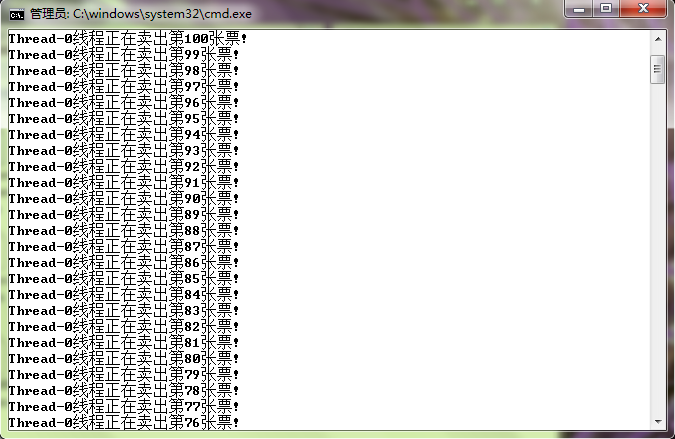 管理员: C:\windows\system32\cmd.exe
Thread-0线程正在卖出第100张票!
Thread-0线程正在卖出第99张票!
Thread-0线程正在卖出第98张票!
Thread-0线程正在卖出第97张票!
Thread-0线程正在卖出第96张票!
Thread-0线程正在卖出第95张票!
Thread-0线程正在卖出第94张票!
Thread-0线程正在卖出第93张票!
Thread-0线程正在卖出第92张票!
Thread-0线程正在卖出第91张票!
Thread-0线程正在卖出第90张票!
Thread-0线程正在卖出第89张票!
Thread-0线程正在卖出第88张票!
Thread-0线程正在卖出第87张票!
Thread-0线程正在卖出第86张票!
Thread-0线程正在卖出第85张票!
Thread-0线程正在卖出第84张票!
Thread-0线程正在卖出第83张票!
Thread-0线程正在卖出第82张票!
Thread-0线程正在卖出第81张票!
Thread-0线程正在卖出第80张票!
Thread-0线程正在卖出第79张票!
Thread-0线程正在卖出第78张票!
Thread-0线程正在卖出第77张票!
Thread-0线程正在卖出第76张票!